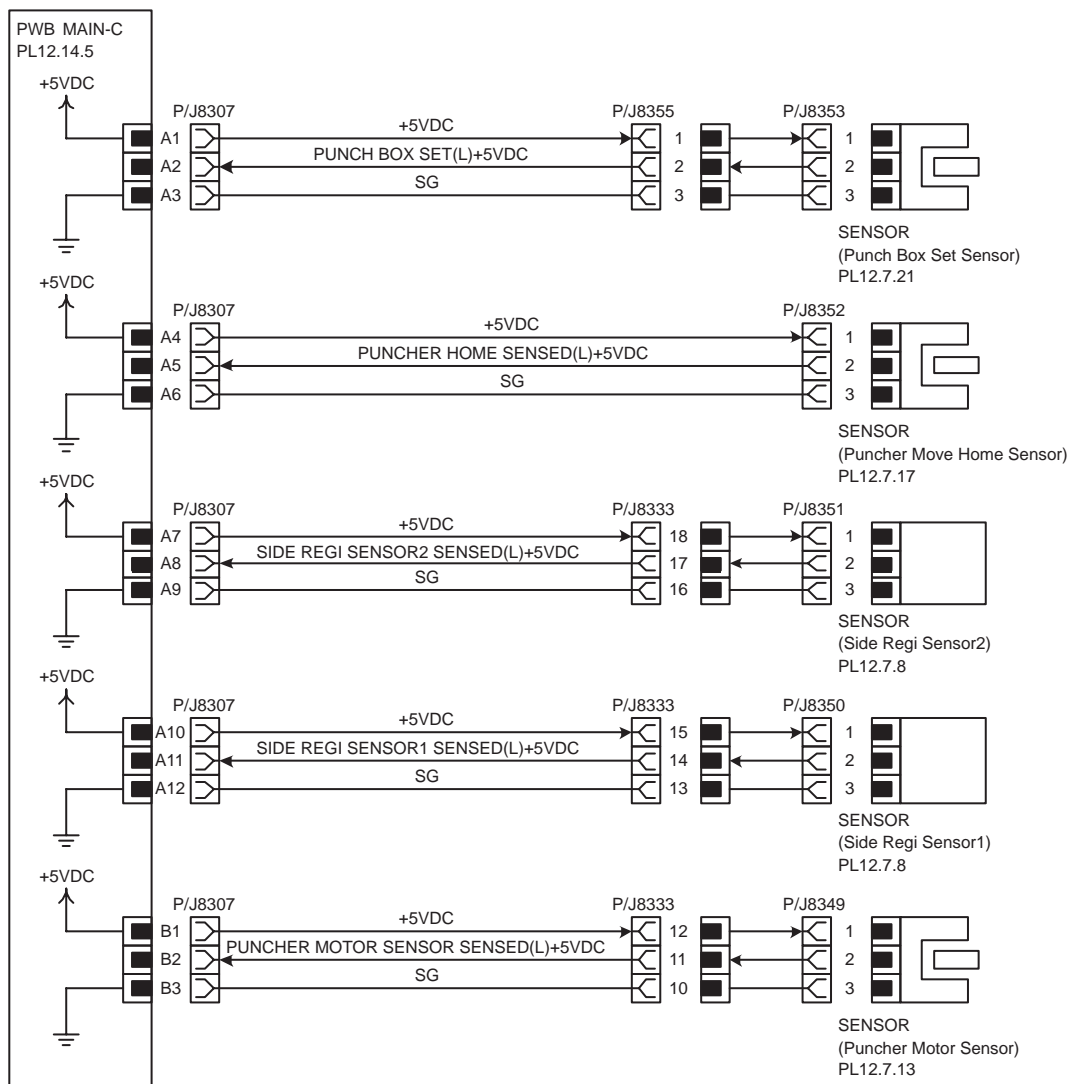 PWB MAIN-C
PL12.14.5
+5VDC
P/J8307 P/J8355 P/J8353
A1 +5VDC 1 1
A2 PUNCH BOX SET(L)+5VDC 2 2
A3 SG 3 3
SENSOR
(Punch Box Set Sensor)
PL12.7.21
+5VDC
P/J8307 P/J8352
A4 +5VDC 1
A5 PUNCHER HOME SENSED(L)+5VDC 2
A6 SG 3
SENSOR
(Puncher Move Home Sensor)
PL12.7.17
+5VDC
P/J8307 P/J8333 P/J8351
A7 +5VDC 18 1
A8 SIDE REGI SENSOR2 SENSED(L)+5VDC 17 2
A9 SG 16 3
SENSOR
(Side Regi Sensor2)
PL12.7.8
+5VDC
P/J8307 P/J8333 P/J8350
A10 +5VDC 15 1
A11 SIDE REGI SENSOR1 SENSED(L)+5VDC 14 2
A12 SG 13 3
SENSOR
(Side Regi Sensor1)
PL12.7.8
+5VDC
P/J8307 P/J8333 P/J8349
B1 +5VDC 12 1
B2 PUNCHER MOTOR SENSOR SENSED(L)+5VDC 11 2
B3 SG 10 3
SENSOR
(Puncher Motor Sensor)
PL12.7.13